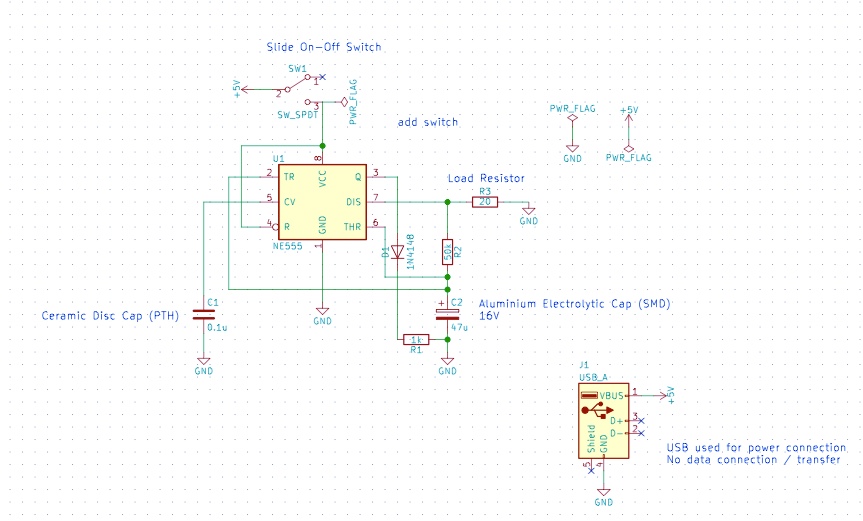 Slide On-Off Switch
SW1
1
+5V
2
3
SW_SPDT
PWR_FLAG
add switch
PWR_FLAG
+5V
GND
PWR_FLAG
U1
8
2
TR
VCC
Q
3
Load Resistor
R3
20
5
CV
DIS
7
GND
4
R
GND
THR
6
NE555
1
D1
1N4148
50k
R2
Ceramic Disc Cap (PTH)
C1
0.1u
GND
+
C2
47u
Aluminium Electrolytic Cap (SMD)
16V
1k
R1
GND
GND
J1
USB_A
VBUS
1
+5V
D+
3
D-
2
Shield
GND
5
4
USB used for power connection
No data connection / transfer
GND